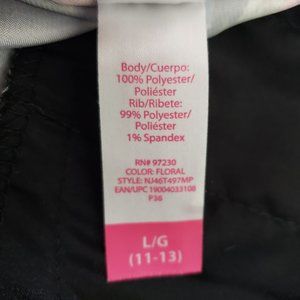 Body/Cuerpo:
100% Polyester/
Poliéster
Rib/Ribete:
99% Polyester/
Poliéster
1% Spandex
RN# 97230
COLOR: FLORAL
STYLE: NJ46T497MP
EAN/UPC 19004033108
P36
L/G
(11-13)